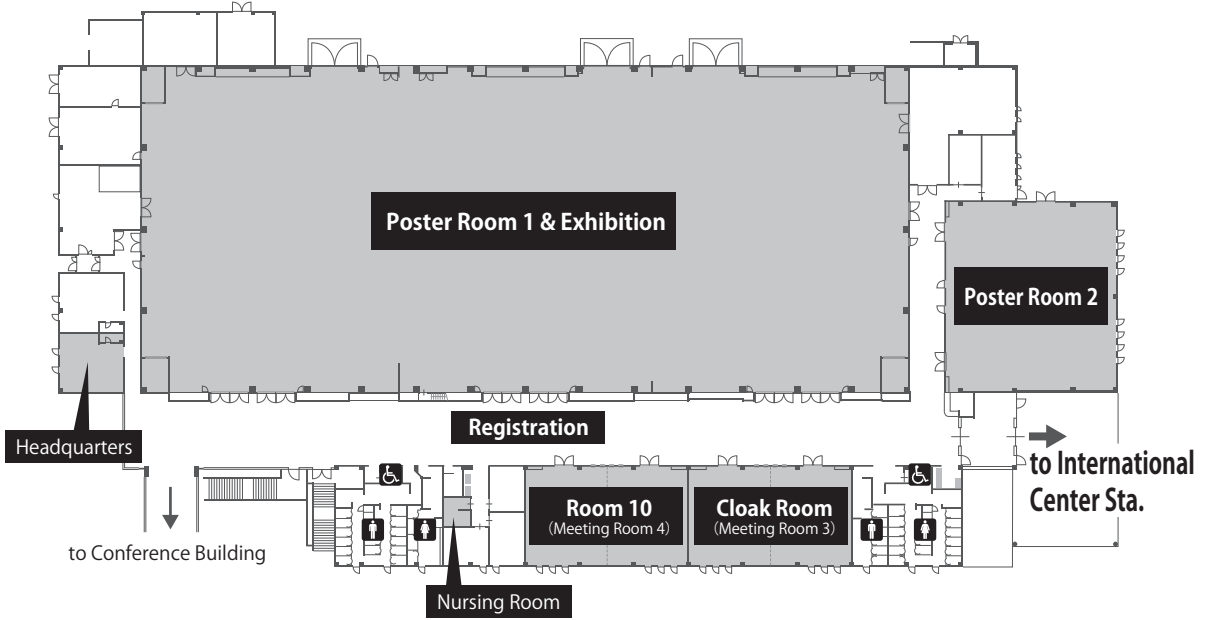 Poster Room 1 & Exhibition
Poster Room 2
Registration
Headquarters
to International
Center Sta.
Room 10
(Meeting Room 4)
Cloak Room
(Meeting Room 3)
to Conference Building
Nursing Room